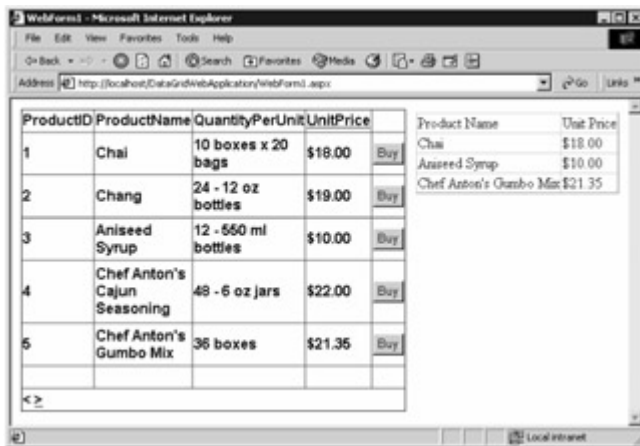 WebForm1 - Microsoft Internet Explorer
File Edit View Favorites Tools Help
Back Search Favorites Media
Address http://localhost/DataGridWebApplication/WebForm1.aspx Go Links »
ProductID ProductName QuantityPerUnit UnitPrice
1 Chai 10 boxes x 20 bags $18.00 Buy
2 Chang 24 - 12 oz bottles $19.00 Buy
3 Aniseed Syrup 12 - 550 ml bottles $10.00 Buy
4 Chef Anton's Cajun Seasoning 48 - 6 oz jars $22.00 Buy
5 Chef Anton's Gumbo Mix 36 boxes $21.35 Buy
< >
Product Name Unit Price
Chai $18.00
Aniseed Syrup $10.00
Chef Anton's Gumbo Mix $21.35
Local intranet